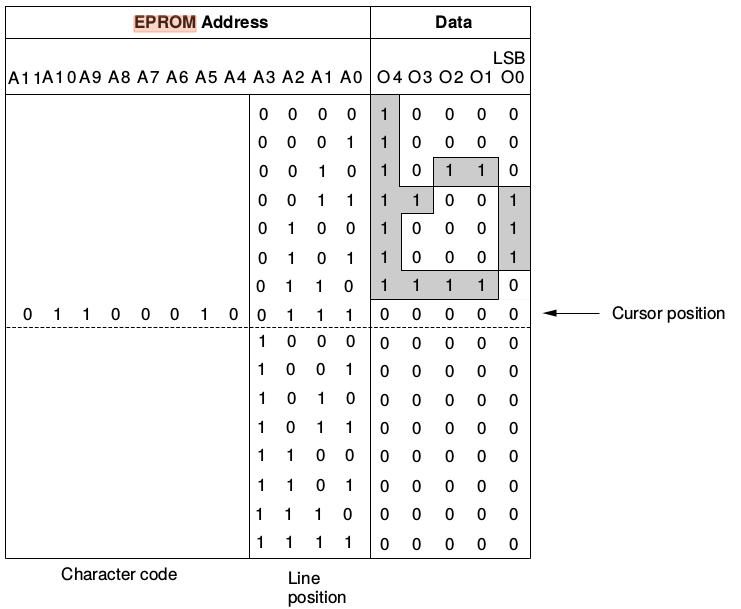 EPROM Address Data
LSB
A11 A10 A9 A8 A7 A6 A5 A4 A3 A2 A1 A0 O4 O3 O2 O1 O0
0 0 0 0 1 0 0 0 0
0 0 0 1 1 0 0 0 0
0 0 1 0 1 0 1 1 0
0 0 1 1 1 1 0 0 1
0 1 0 0 1 0 0 0 1
0 1 0 1 1 0 0 0 1
0 1 1 0 1 1 1 1 0
0 1 1 0 0 0 1 0 0 1 1 1 0 0 0 0 0 Cursor position
1 0 0 0 0 0 0 0 0
1 0 0 1 0 0 0 0 0
1 0 1 0 0 0 0 0 0
1 0 1 1 0 0 0 0 0
1 1 0 0 0 0 0 0 0
1 1 0 1 0 0 0 0 0
1 1 1 0 0 0 0 0 0
1 1 1 1 0 0 0 0 0
Character code Line
position